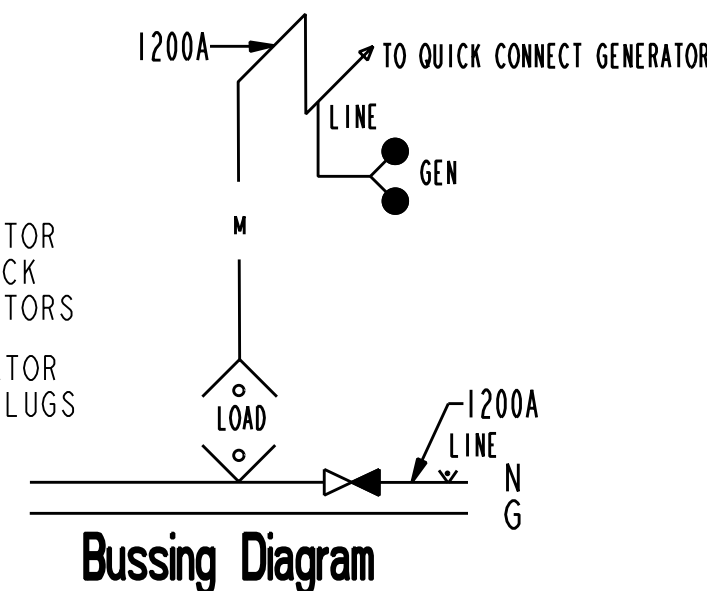 1200A
TO QUICK CONNECT GENERATOR
LINE
GEN
M
TOR
CK
TORS
TOR
LUGS
LOAD
1200A
LINE
N
G
Bussing Diagram